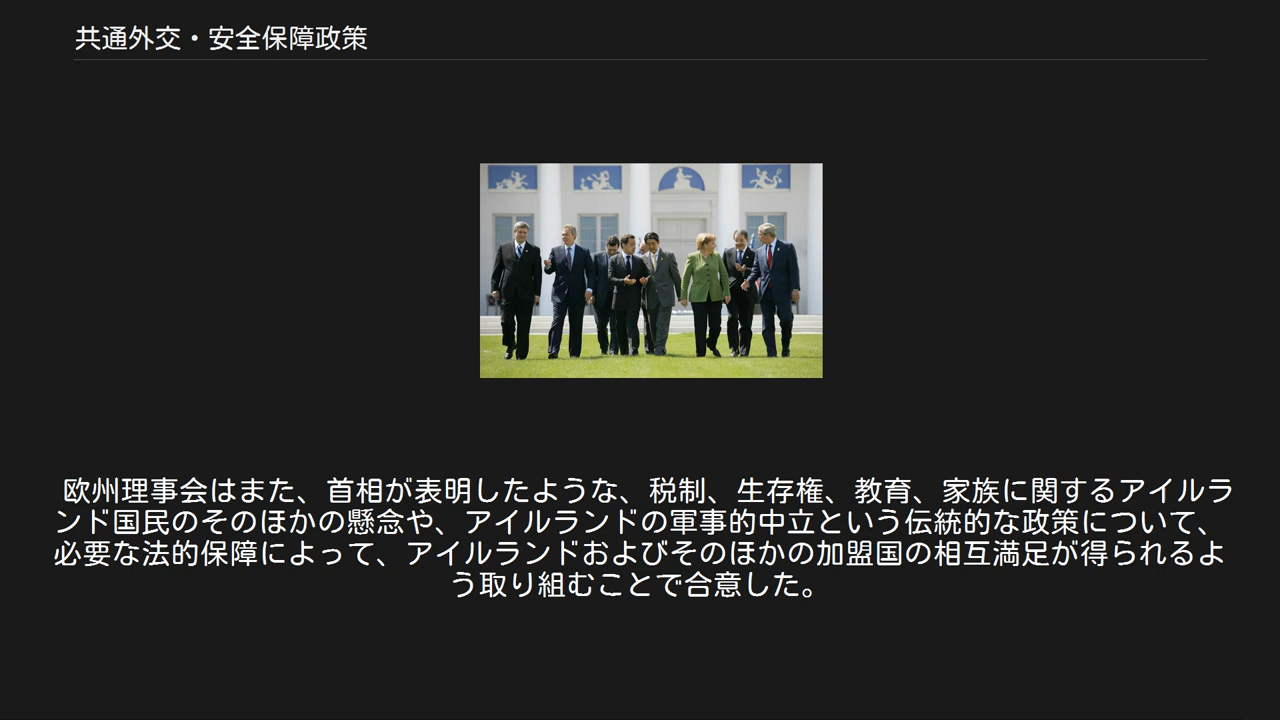 共通外交・安全保障政策
欧州理事会はまた、首相が表明したような、税制、生存権、教育、家族に関するアイルラ
ンド国民のそのほかの懸念や、アイルランドの軍事的中立という伝統的な政策について、
必要な法的保障によって、アイルランドおよびそのほかの加盟国の相互満足が得られるよ
う取り組むことで合意した。